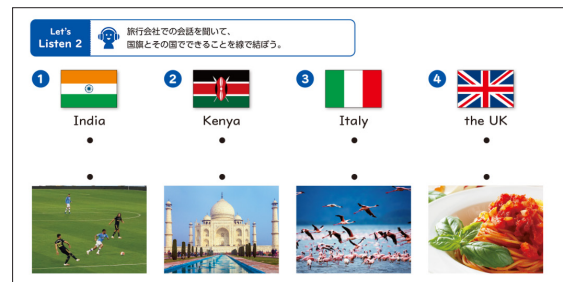 Let's
Listen 2
旅行会社での会話を聞いて、
国旗とその国でできることを線で結ぼう。
1
India
2
Kenya
3
Italy
4
the UK